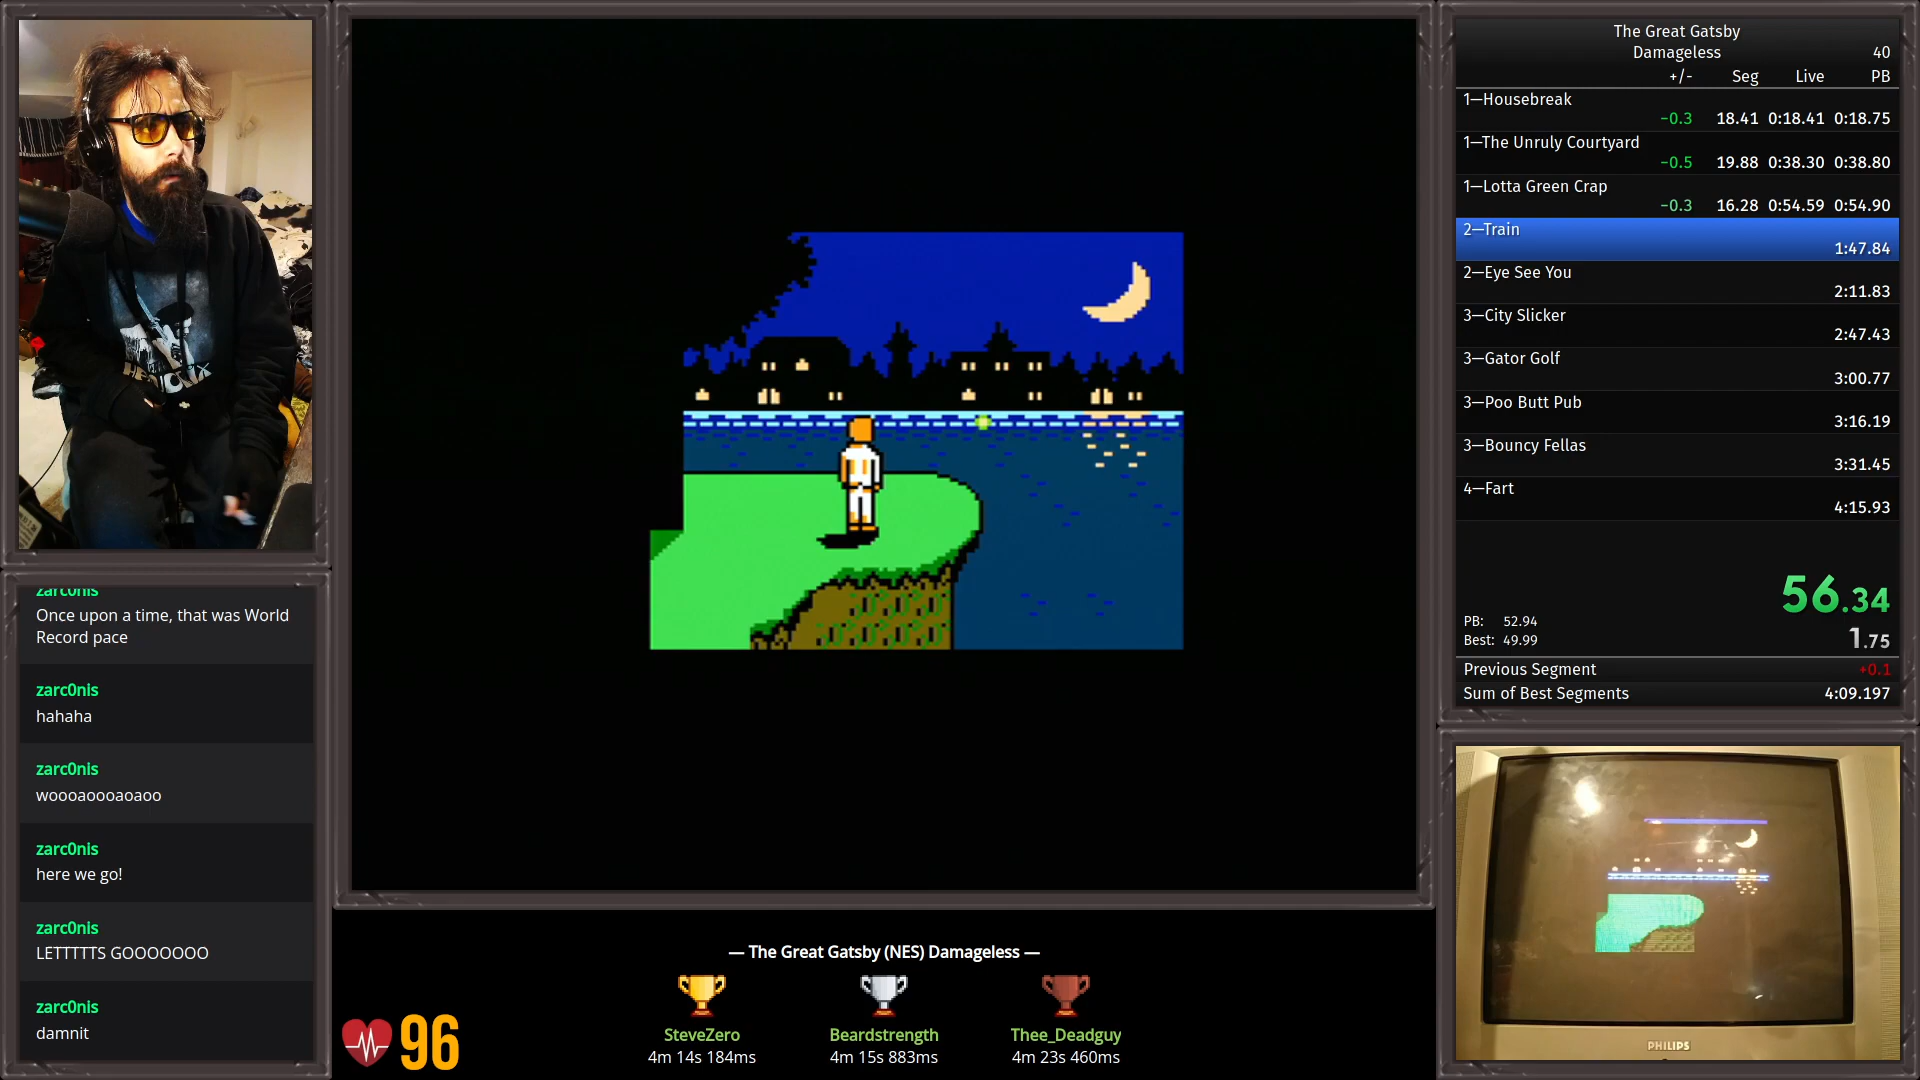 zarc0nis
Once upon a time, that was World
Record pace
zarc0nis
hahaha
zarc0nis
woooaoooaoaoo
zarc0nis
here we go!
zarc0nis
LETTTTTS GOOOOOOO
zarc0nis
damnit
96
— The Great Gatsby (NES) Damageless —
SteveZero
4m 14s 184ms
Beardstrength
4m 15s 883ms
Thee_Deadguy
4m 23s 460ms
The Great Gatsby
Damageless 40
+/- Seg Live PB
1—Housebreak
−0.3 18.41 0:18.41 0:18.75
1—The Unruly Courtyard
−0.5 19.88 0:38.30 0:38.80
1—Lotta Green Crap
−0.3 16.28 0:54.59 0:54.90
2—Train
1:47.84
2—Eye See You
2:11.83
3—City Slicker
2:47.43
3—Gator Golf
3:00.77
3—Poo Butt Pub
3:16.19
3—Bouncy Fellas
3:31.45
4—Fart
4:15.93
56.34
PB: 52.94
Best: 49.99
1.75
Previous Segment +0.1
Sum of Best Segments 4:09.197
PHILIPS